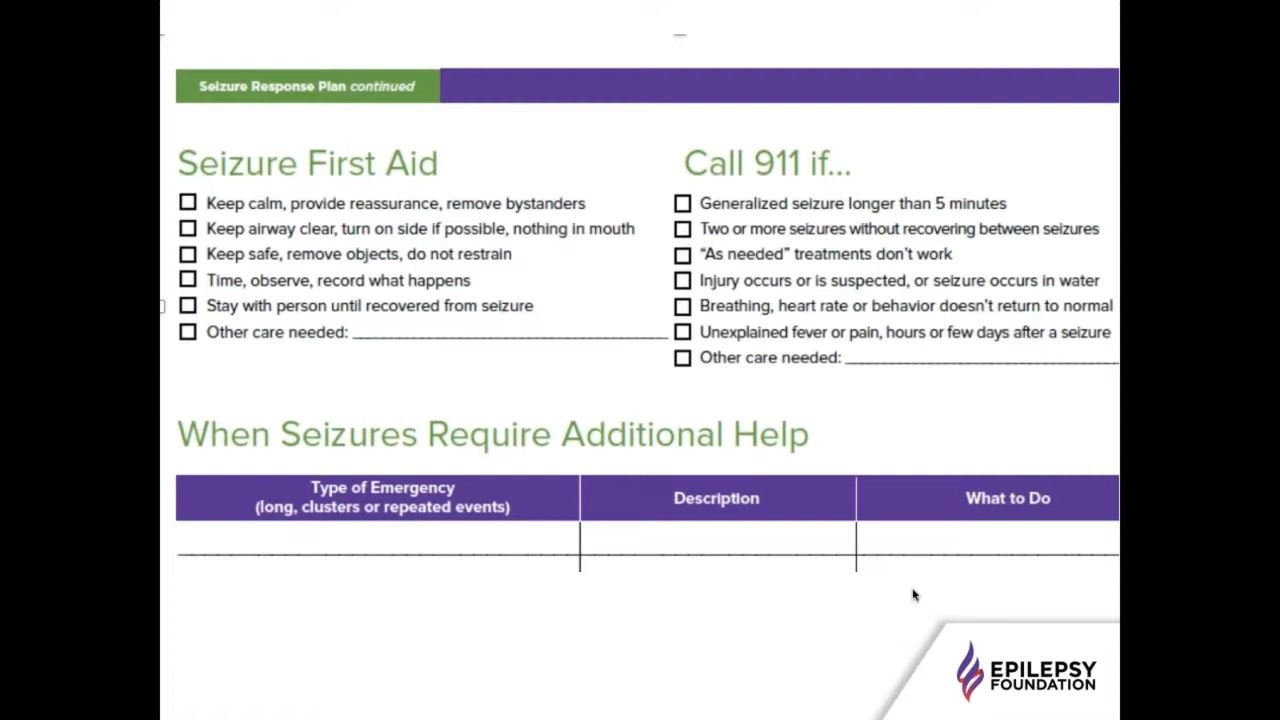 Seizure Response Plan continued
Seizure First Aid
Keep calm, provide reassurance, remove bystanders
Keep airway clear, turn on side if possible, nothing in mouth
Keep safe, remove objects, do not restrain
Time, observe, record what happens
Stay with person until recovered from seizure
Other care needed:
Call 911 if...
Generalized seizure longer than 5 minutes
Two or more seizures without recovering between seizures
“As needed” treatments don’t work
Injury occurs or is suspected, or seizure occurs in water
Breathing, heart rate or behavior doesn’t return to normal
Unexplained fever or pain, hours or few days after a seizure
Other care needed:
When Seizures Require Additional Help
Type of Emergency
(long, clusters or repeated events)
Description
What to Do
EPILEPSY
FOUNDATION